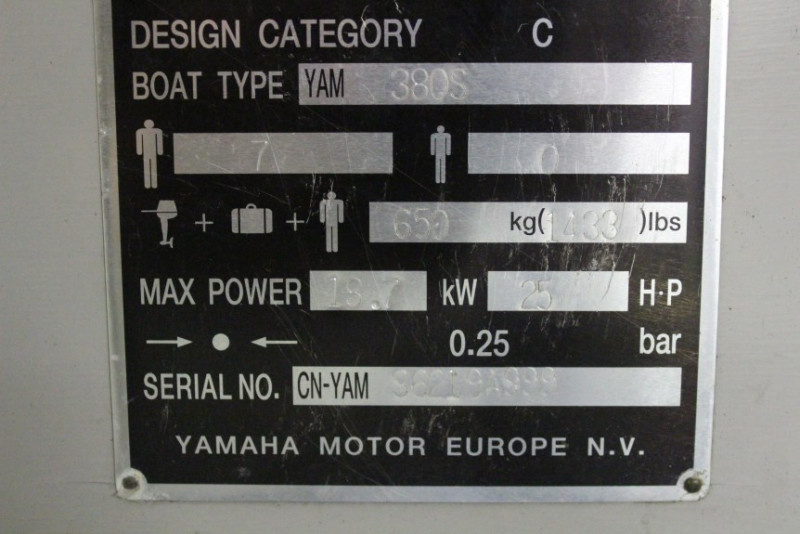 DESIGN CATEGORY C
BOAT TYPE YAM 380S
7 0
650 kg( 1433 )lbs
MAX POWER 18.7 kW 25 H·P
0.25 bar
SERIAL NO. CN-YAM
YAMAHA MOTOR EUROPE N.V.